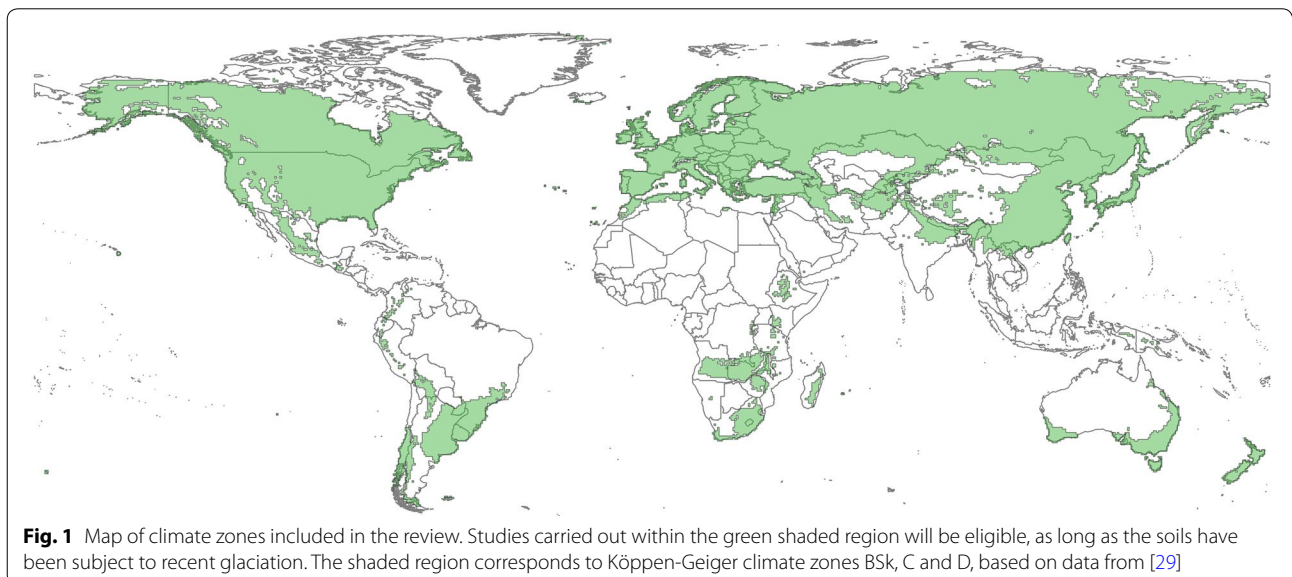 Fig. 1 Map of climate zones included in the review. Studies carried out within the green shaded region will be eligible, as long as the soils have
been subject to recent glaciation. The shaded region corresponds to Köppen-Geiger climate zones BSk, C and D, based on data from [29]